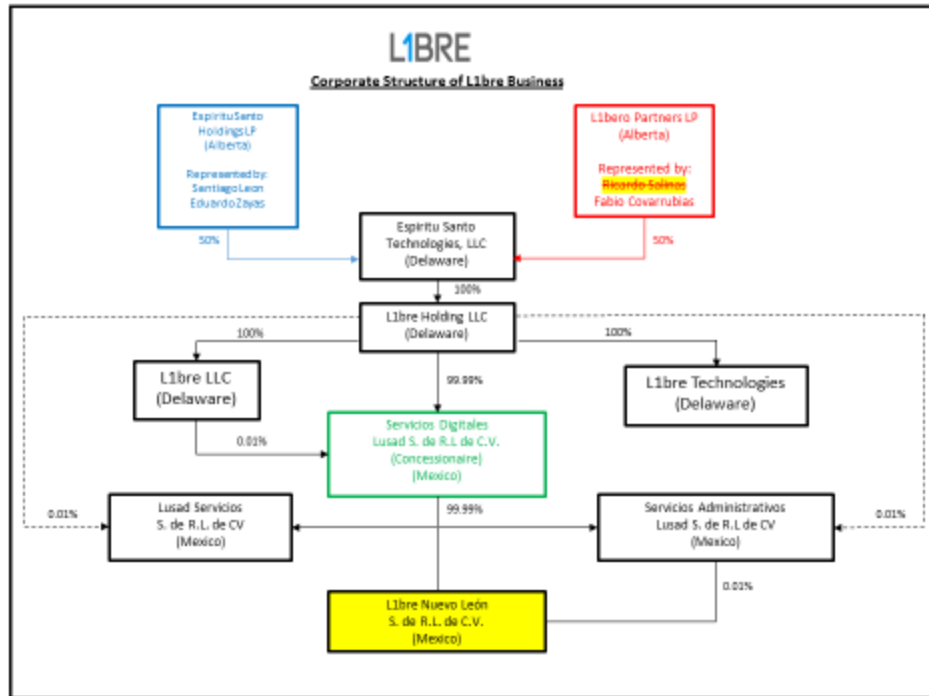 L1BRE
Corporate Structure of L1bre Business
Espiritu Santo
Holdings LP
(Alberta)
Represented by:
Santiago Leon
Eduardo Zayas
L1bero Partners LP
(Alberta)
Represented by:
Ricardo Salinas
Fabio Covarrubias
50%
Espiritu Santo
Technologies, LLC
(Delaware)
50%
100%
L1bre Holding LLC
(Delaware)
100%
100%
L1bre LLC
(Delaware)
99.99%
L1bre Technologies
(Delaware)
Servicios Digitales
Lusad S. de R.L de C.V.
(Concessionaire)
(Mexico)
0.01%
0.01%
Lusad Servicios
S. de R.L. de CV
(Mexico)
99.99%
Servicios Administrativos
Lusad S. de R.L de CV
(Mexico)
0.01%
0.01%
L1bre Nuevo León
S. de R.L. de C.V.
(Mexico)